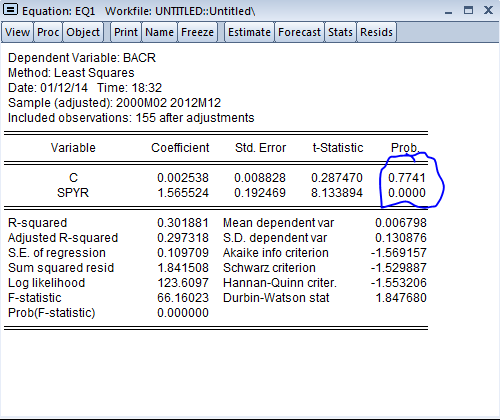 Equation: EQ1 Workfile: UNTITLED::Untitled\
View Proc Object Print Name Freeze Estimate Forecast Stats Resids
Dependent Variable: BACR
Method: Least Squares
Date: 01/12/14 Time: 18:32
Sample (adjusted): 2000M02 2012M12
Included observations: 155 after adjustments
Variable Coefficient Std. Error t-Statistic Prob.
C 0.002538 0.008828 0.287470 0.7741
SPYR 1.565524 0.192469 8.133894 0.0000
R-squared 0.301881 Mean dependent var 0.006798
Adjusted R-squared 0.297318 S.D. dependent var 0.130876
S.E. of regression 0.109709 Akaike info criterion -1.569157
Sum squared resid 1.841508 Schwarz criterion -1.529887
Log likelihood 123.6097 Hannan-Quinn criter. -1.553206
F-statistic 66.16023 Durbin-Watson stat 1.847680
Prob(F-statistic) 0.000000